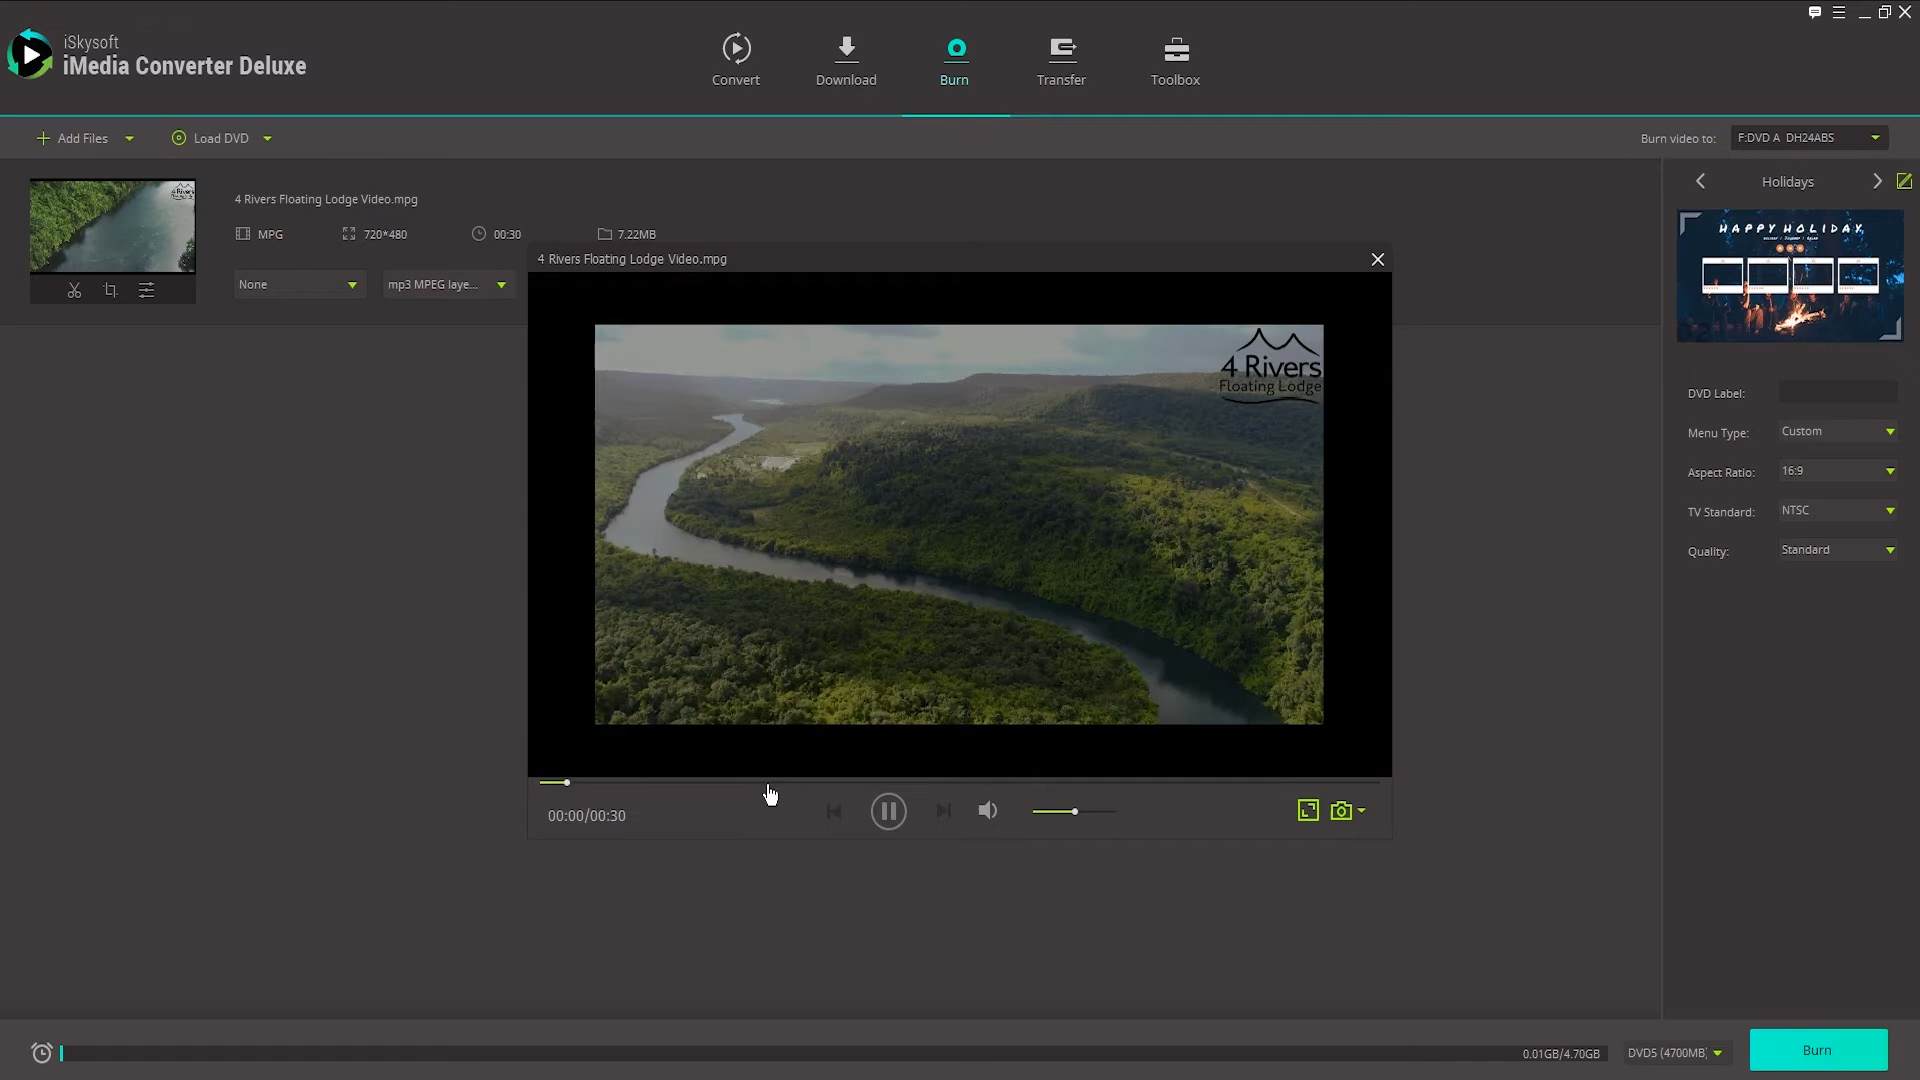 iSkysoft
iMedia Converter Deluxe
Convert
Download
Burn
Transfer
Toolbox
Add Files
Load DVD
Burn video to:
F:DVD A DH24ABS
4 Rivers Floating Lodge Video.mpg
MPG
720*480
00:30
7.22MB
None
mp3 MPEG laye...
4 Rivers Floating Lodge Video.mpg
4 Rivers
Floating Lodge
00:00/00:30
Holidays
HAPPY HOLIDAY
DVD Label:
Menu Type:
Custom
Aspect Ratio:
16:9
TV Standard:
NTSC
Quality:
Standard
0.01GB/4.70GB
DVD5 (4700MB)
Burn